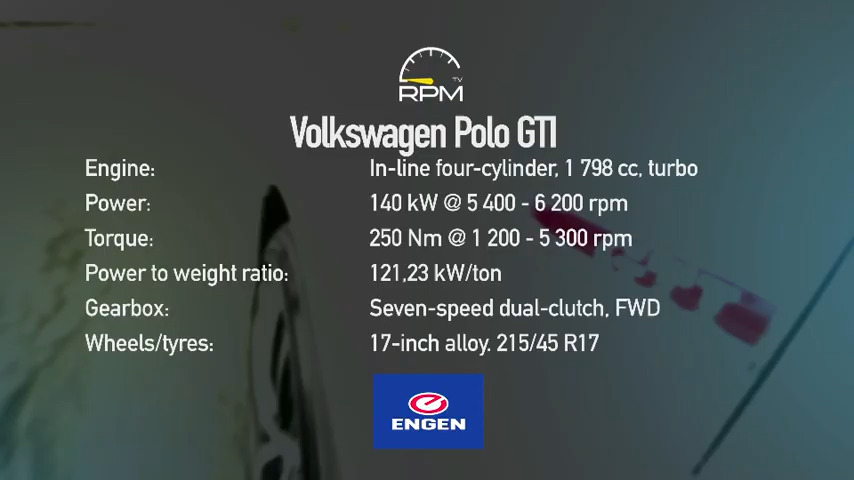 TV
RPM
Volkswagen Polo GTI
Engine: In-line four-cylinder, 1 798 cc, turbo
Power: 140 kW @ 5 400 - 6 200 rpm
Torque: 250 Nm @ 1 200 - 5 300 rpm
Power to weight ratio: 121,23 kW/ton
Gearbox: Seven-speed dual-clutch, FWD
Wheels/tyres: 17-inch alloy. 215/45 R17
ENGEN